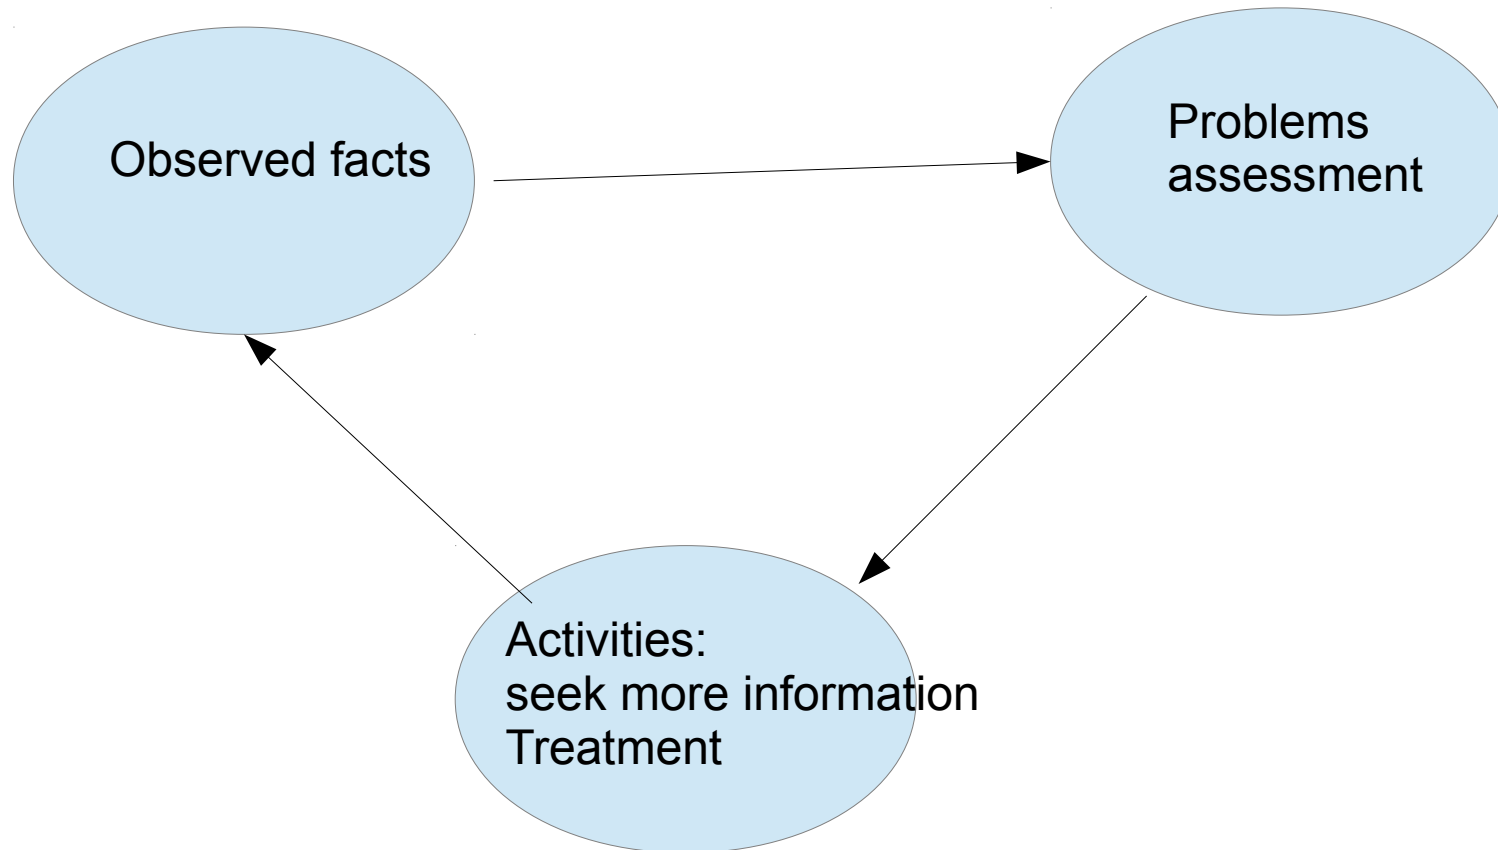 Observed facts
Problems
assessment
Activities:
seek more information
Treatment